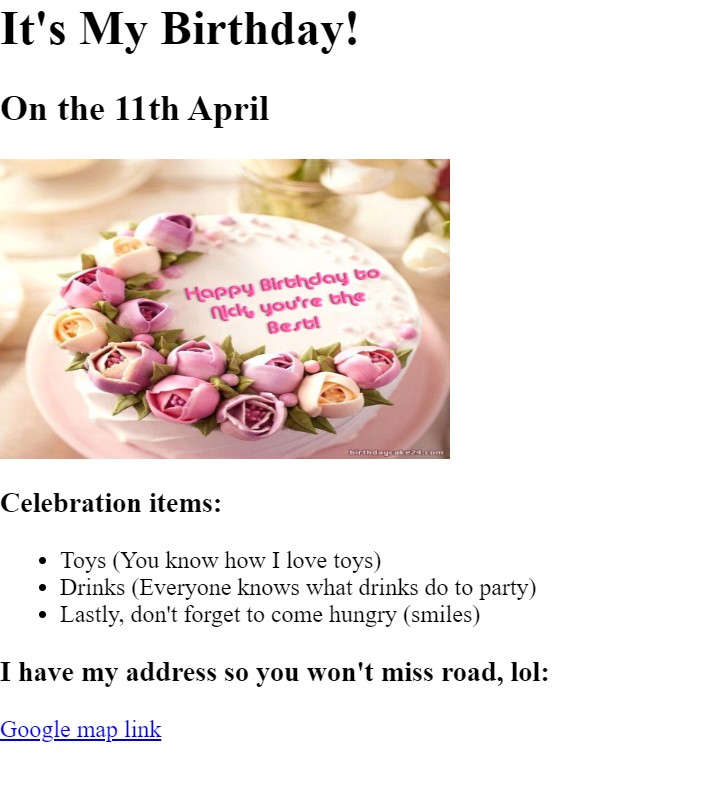 It's My Birthday!
On the 11th April
Happy Birthday to
Nick, you're the
Best!
birthdaycake24.com
Celebration items:
Toys (You know how I love toys)
Drinks (Everyone knows what drinks do to party)
Lastly, don't forget to come hungry (smiles)
I have my address so you won't miss road, lol:
Google map link